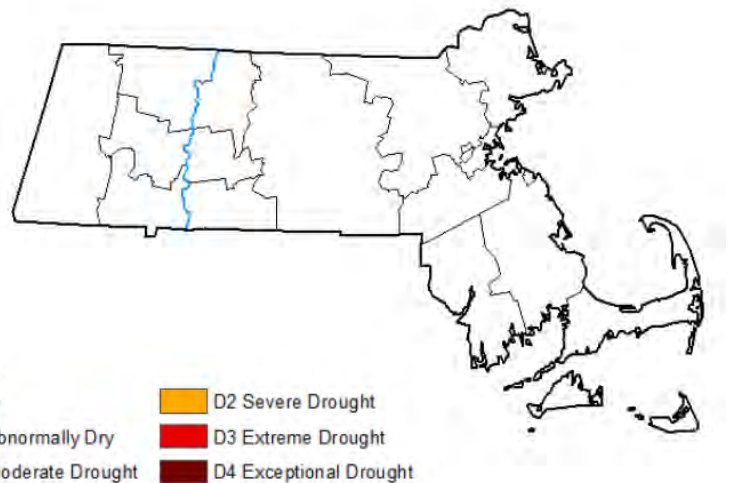 D2 Severe Drought
bnormally Dry
D3 Extreme Drought
oderate Drought
D4 Exceptional Drought